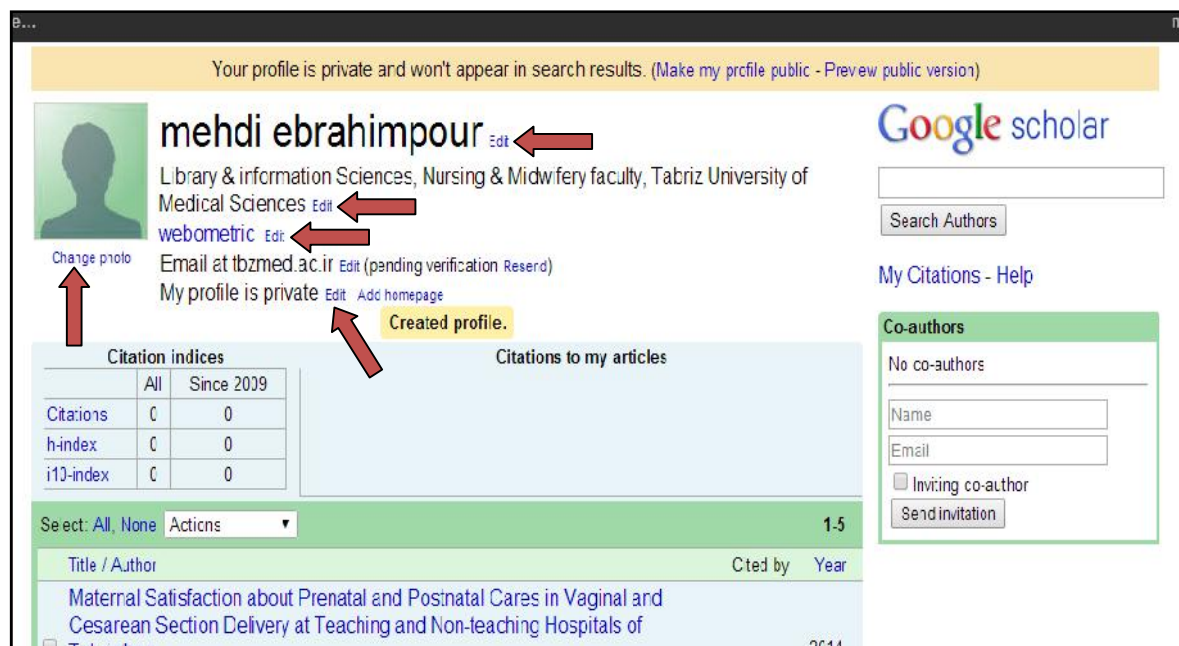 e...
Your profile is private and won't appear in search results. (Make my profile public - Preview public version)
mehdi ebrahimpour Edit
Library & information Sciences, Nursing & Midwifery faculty, Tabriz University of
Medical Sciences Edit
webometric Edit
Change photo
Email at tbzmed.ac.ir Edit (pending verification Resend)
My profile is private Edit Add homepage
Created profile.
Google scholar
Search Authors
My Citations - Help
Citation indices
All Since 2009
Citations 0 0
h-index 0 0
i10-index 0 0
Citations to my articles
Co-authors
No co-authors
Name
Email
Inviting co-author
Send invitation
Select: All, None Actions 1-5
Title / Author Cited by Year
Maternal Satisfaction about Prenatal and Postnatal Cares in Vaginal and
Cesarean Section Delivery at Teaching and Non-teaching Hospitals of